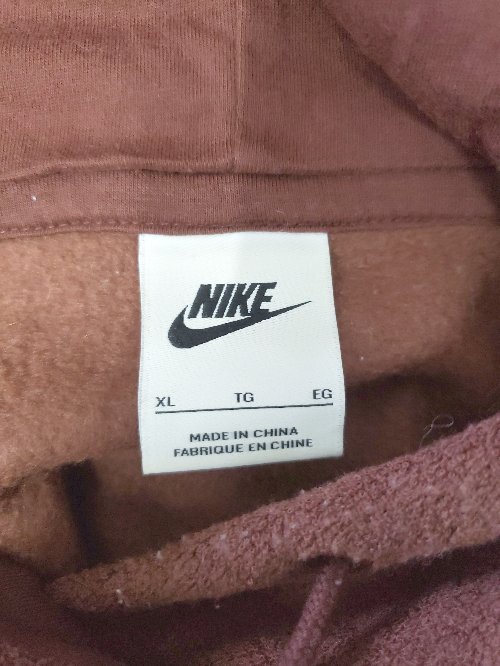 NIKE
XL TG EG
MADE IN CHINA
FABRIQUE EN CHINE